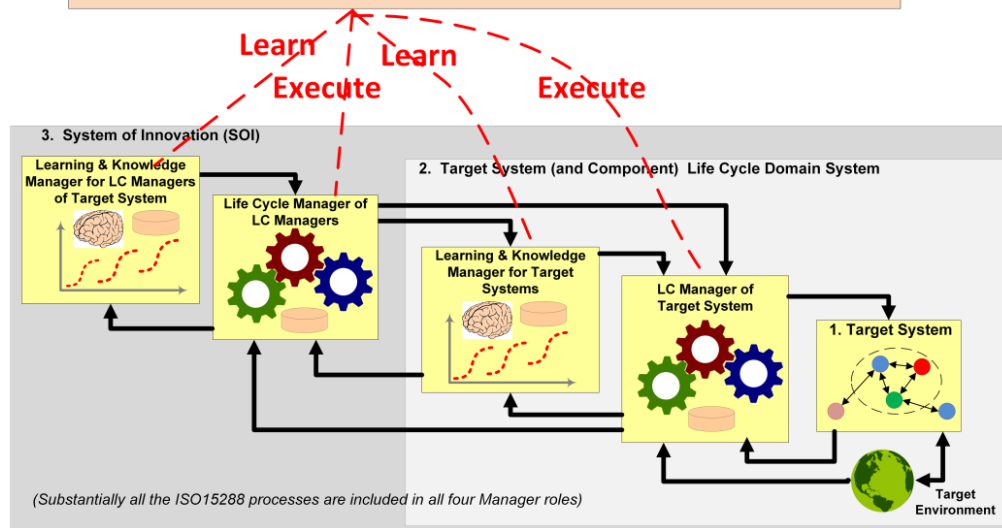 Learn
Learn
Execute
Execute
3. System of Innovation (SOI)
Learning & Knowledge
Manager for LC Managers
of Target System
2. Target System (and Component) Life Cycle Domain System
Life Cycle Manager of
LC Managers
Learning & Knowledge
Manager for Target
Systems
LC Manager of
Target System
1. Target System
(Substantially all the ISO15288 processes are included in all four Manager roles)
Target
Environment